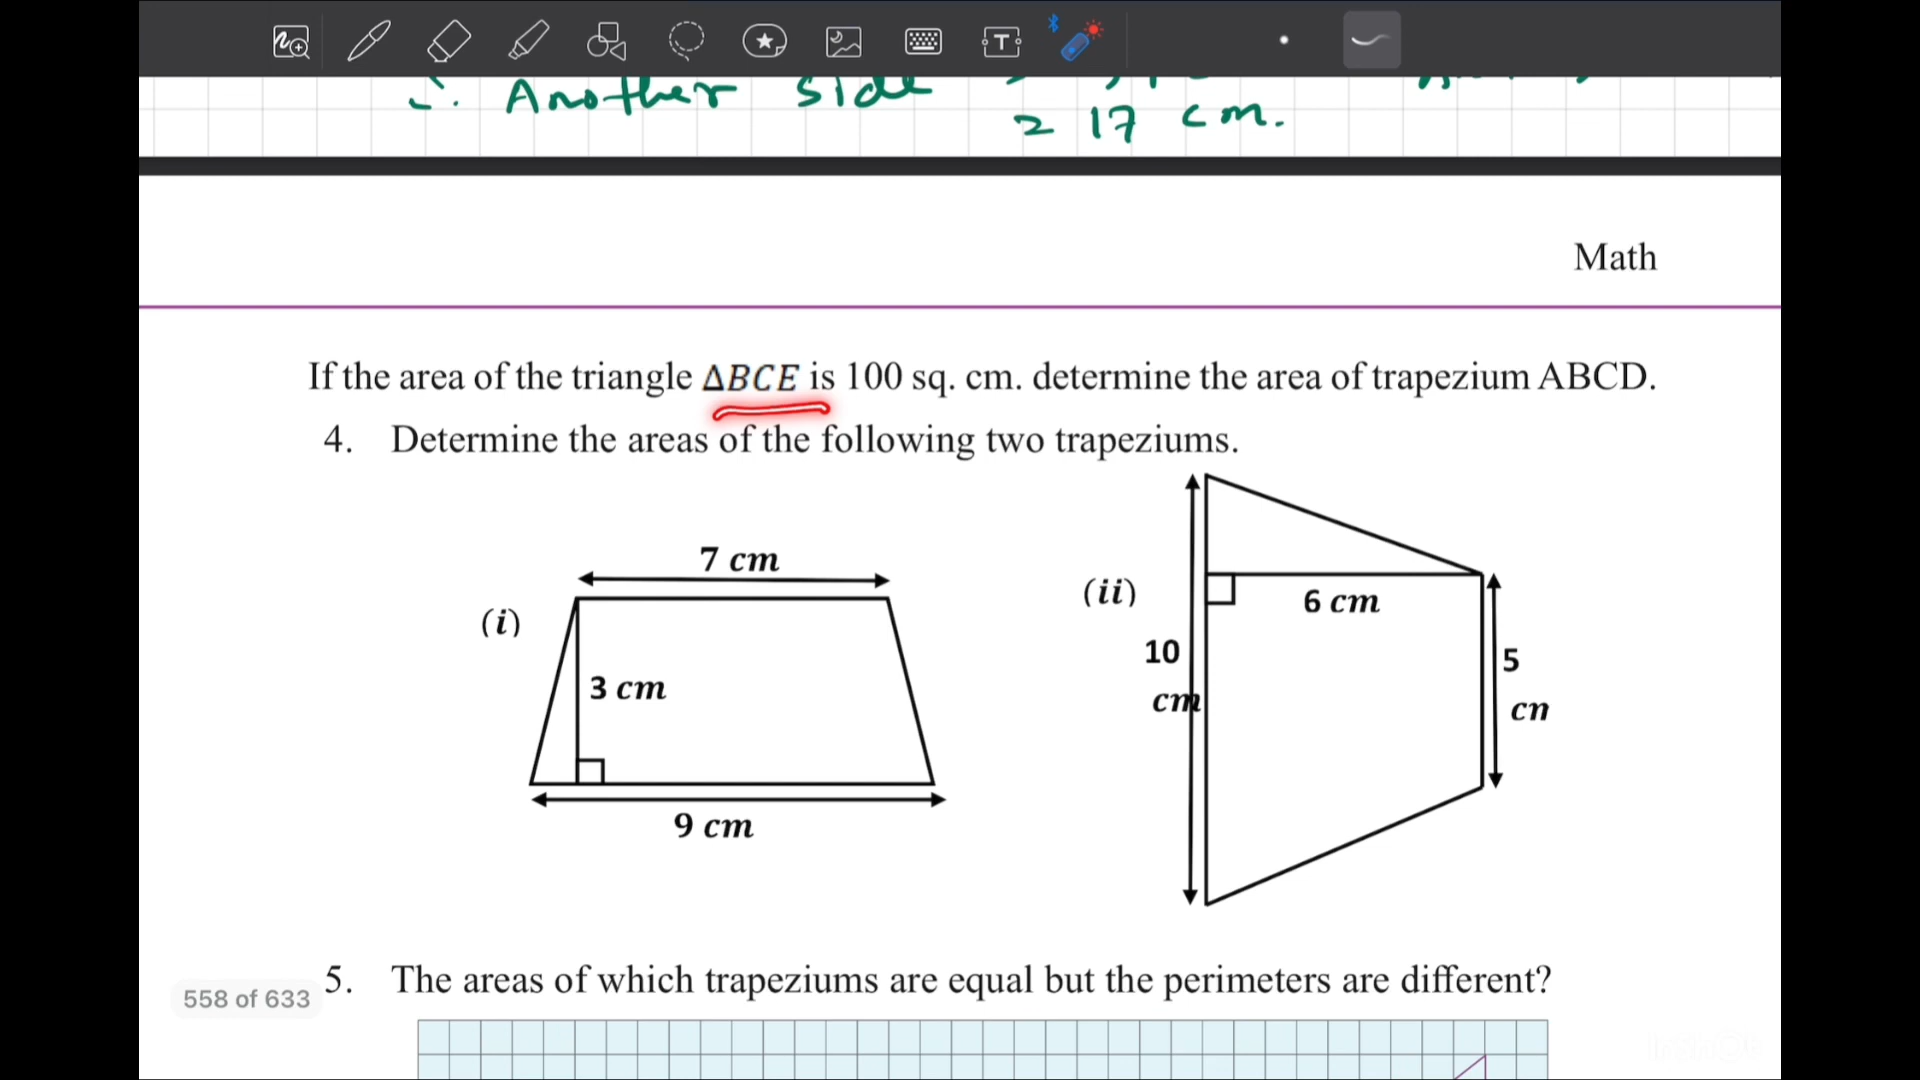 ∴ Another side
= 17 cm.
Math
If the area of the triangle ΔBCE is 100 sq. cm. determine the area of trapezium ABCD.
4. Determine the areas of the following two trapeziums.
(i)
7 cm
3 cm
9 cm
(ii)
6 cm
10
cm
5
cn
5. The areas of which trapeziums are equal but the perimeters are different?
558 of 633